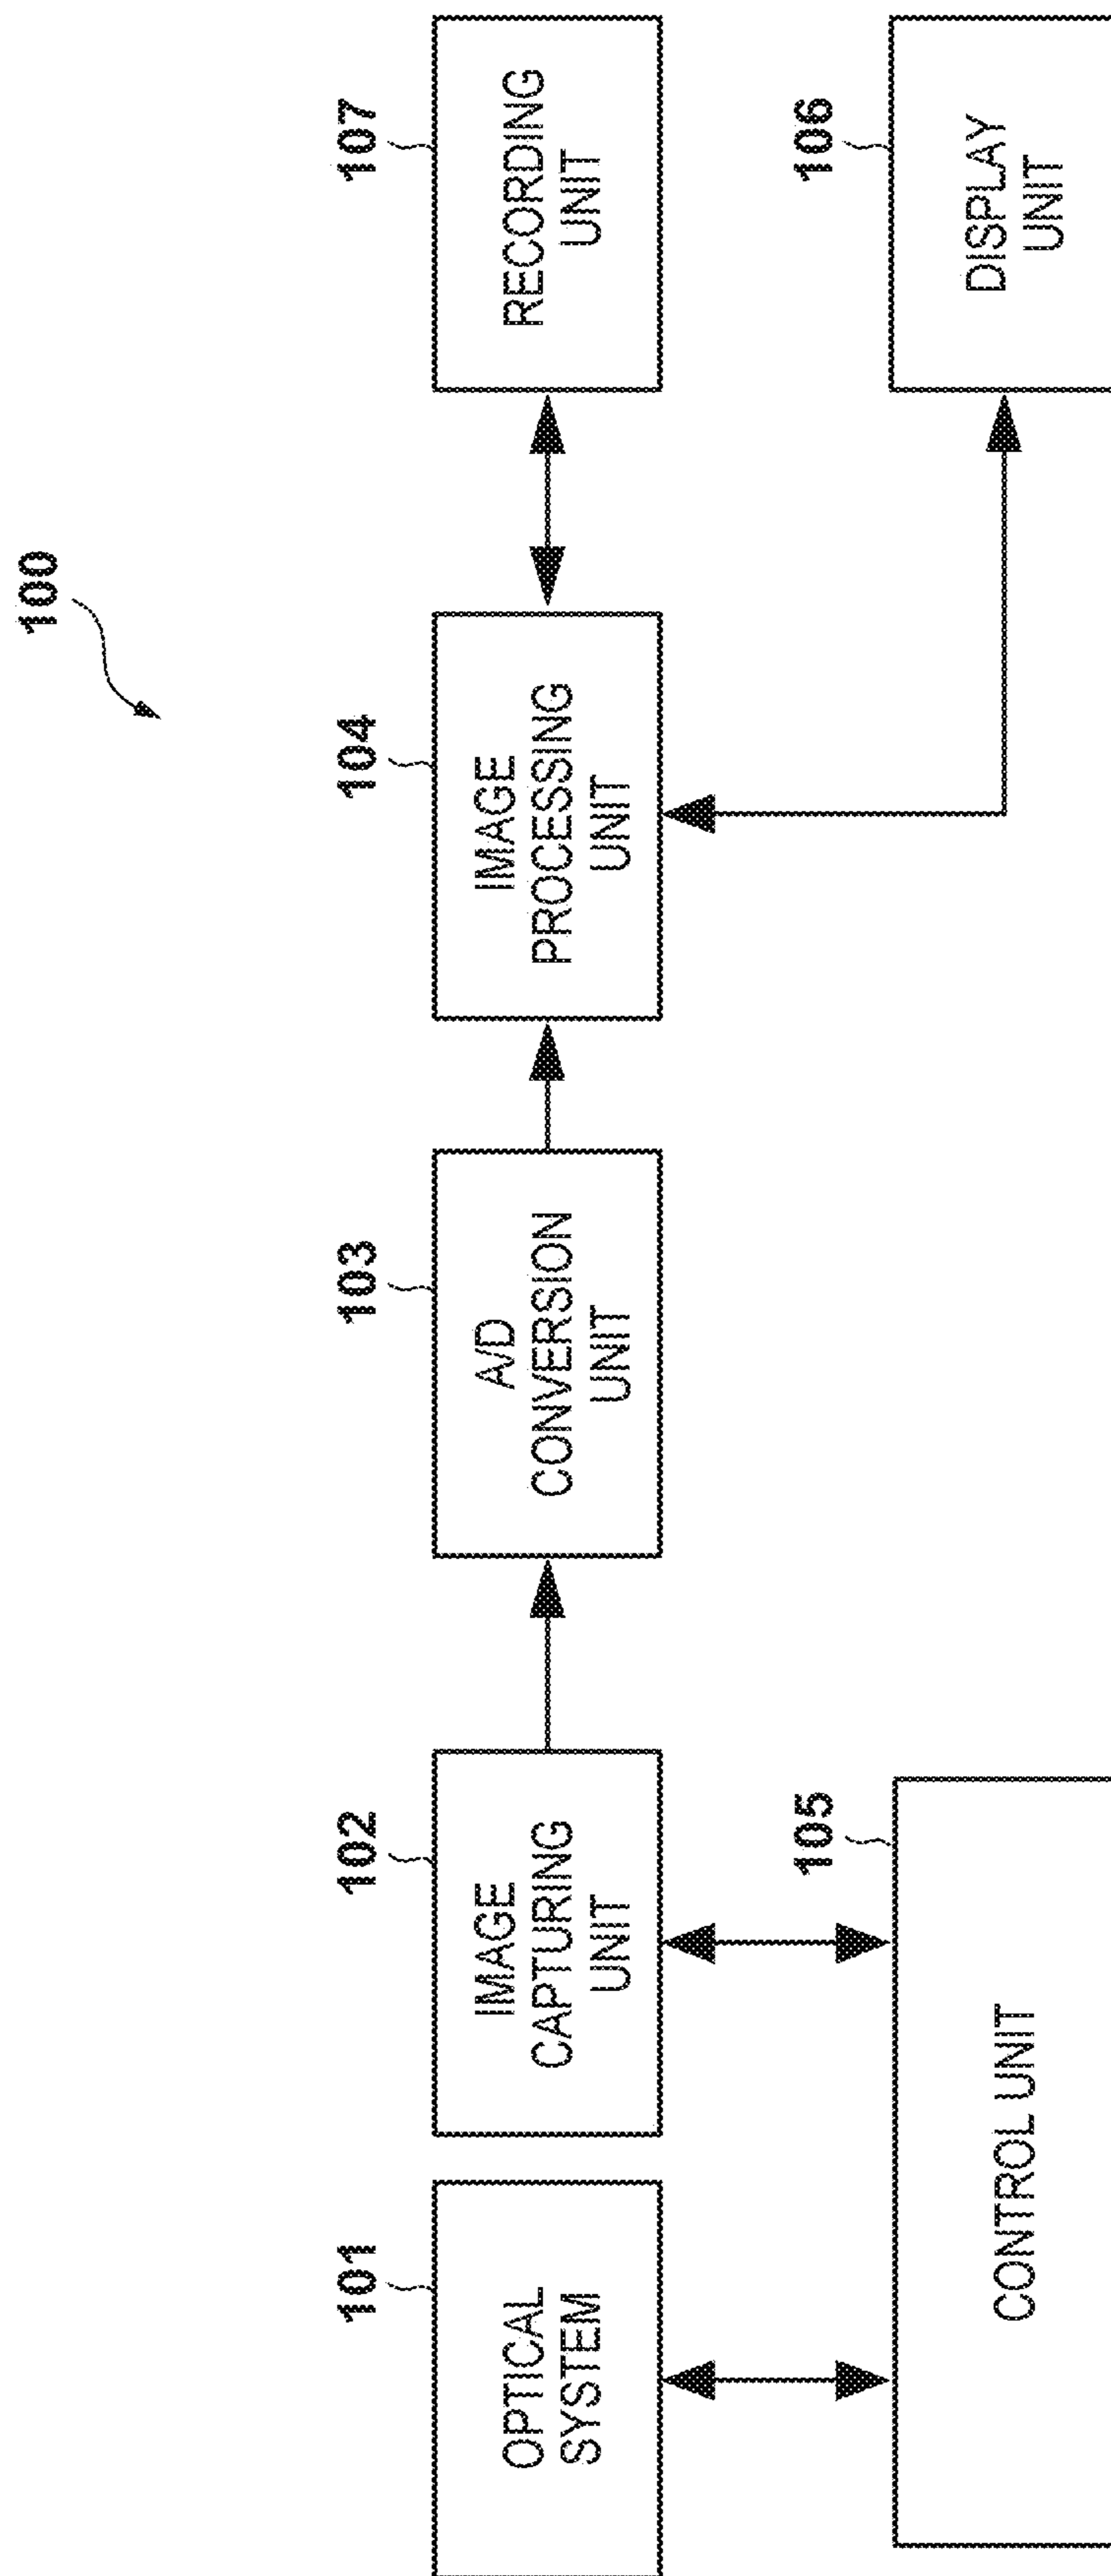 100
101
OPTICAL
SYSTEM
102
IMAGE
CAPTURING
UNIT
103
A/D
CONVERSION
UNIT
104
IMAGE
PROCESSING
UNIT
107
RECORDING
UNIT
105
CONTROL UNIT
106
DISPLAY
UNIT